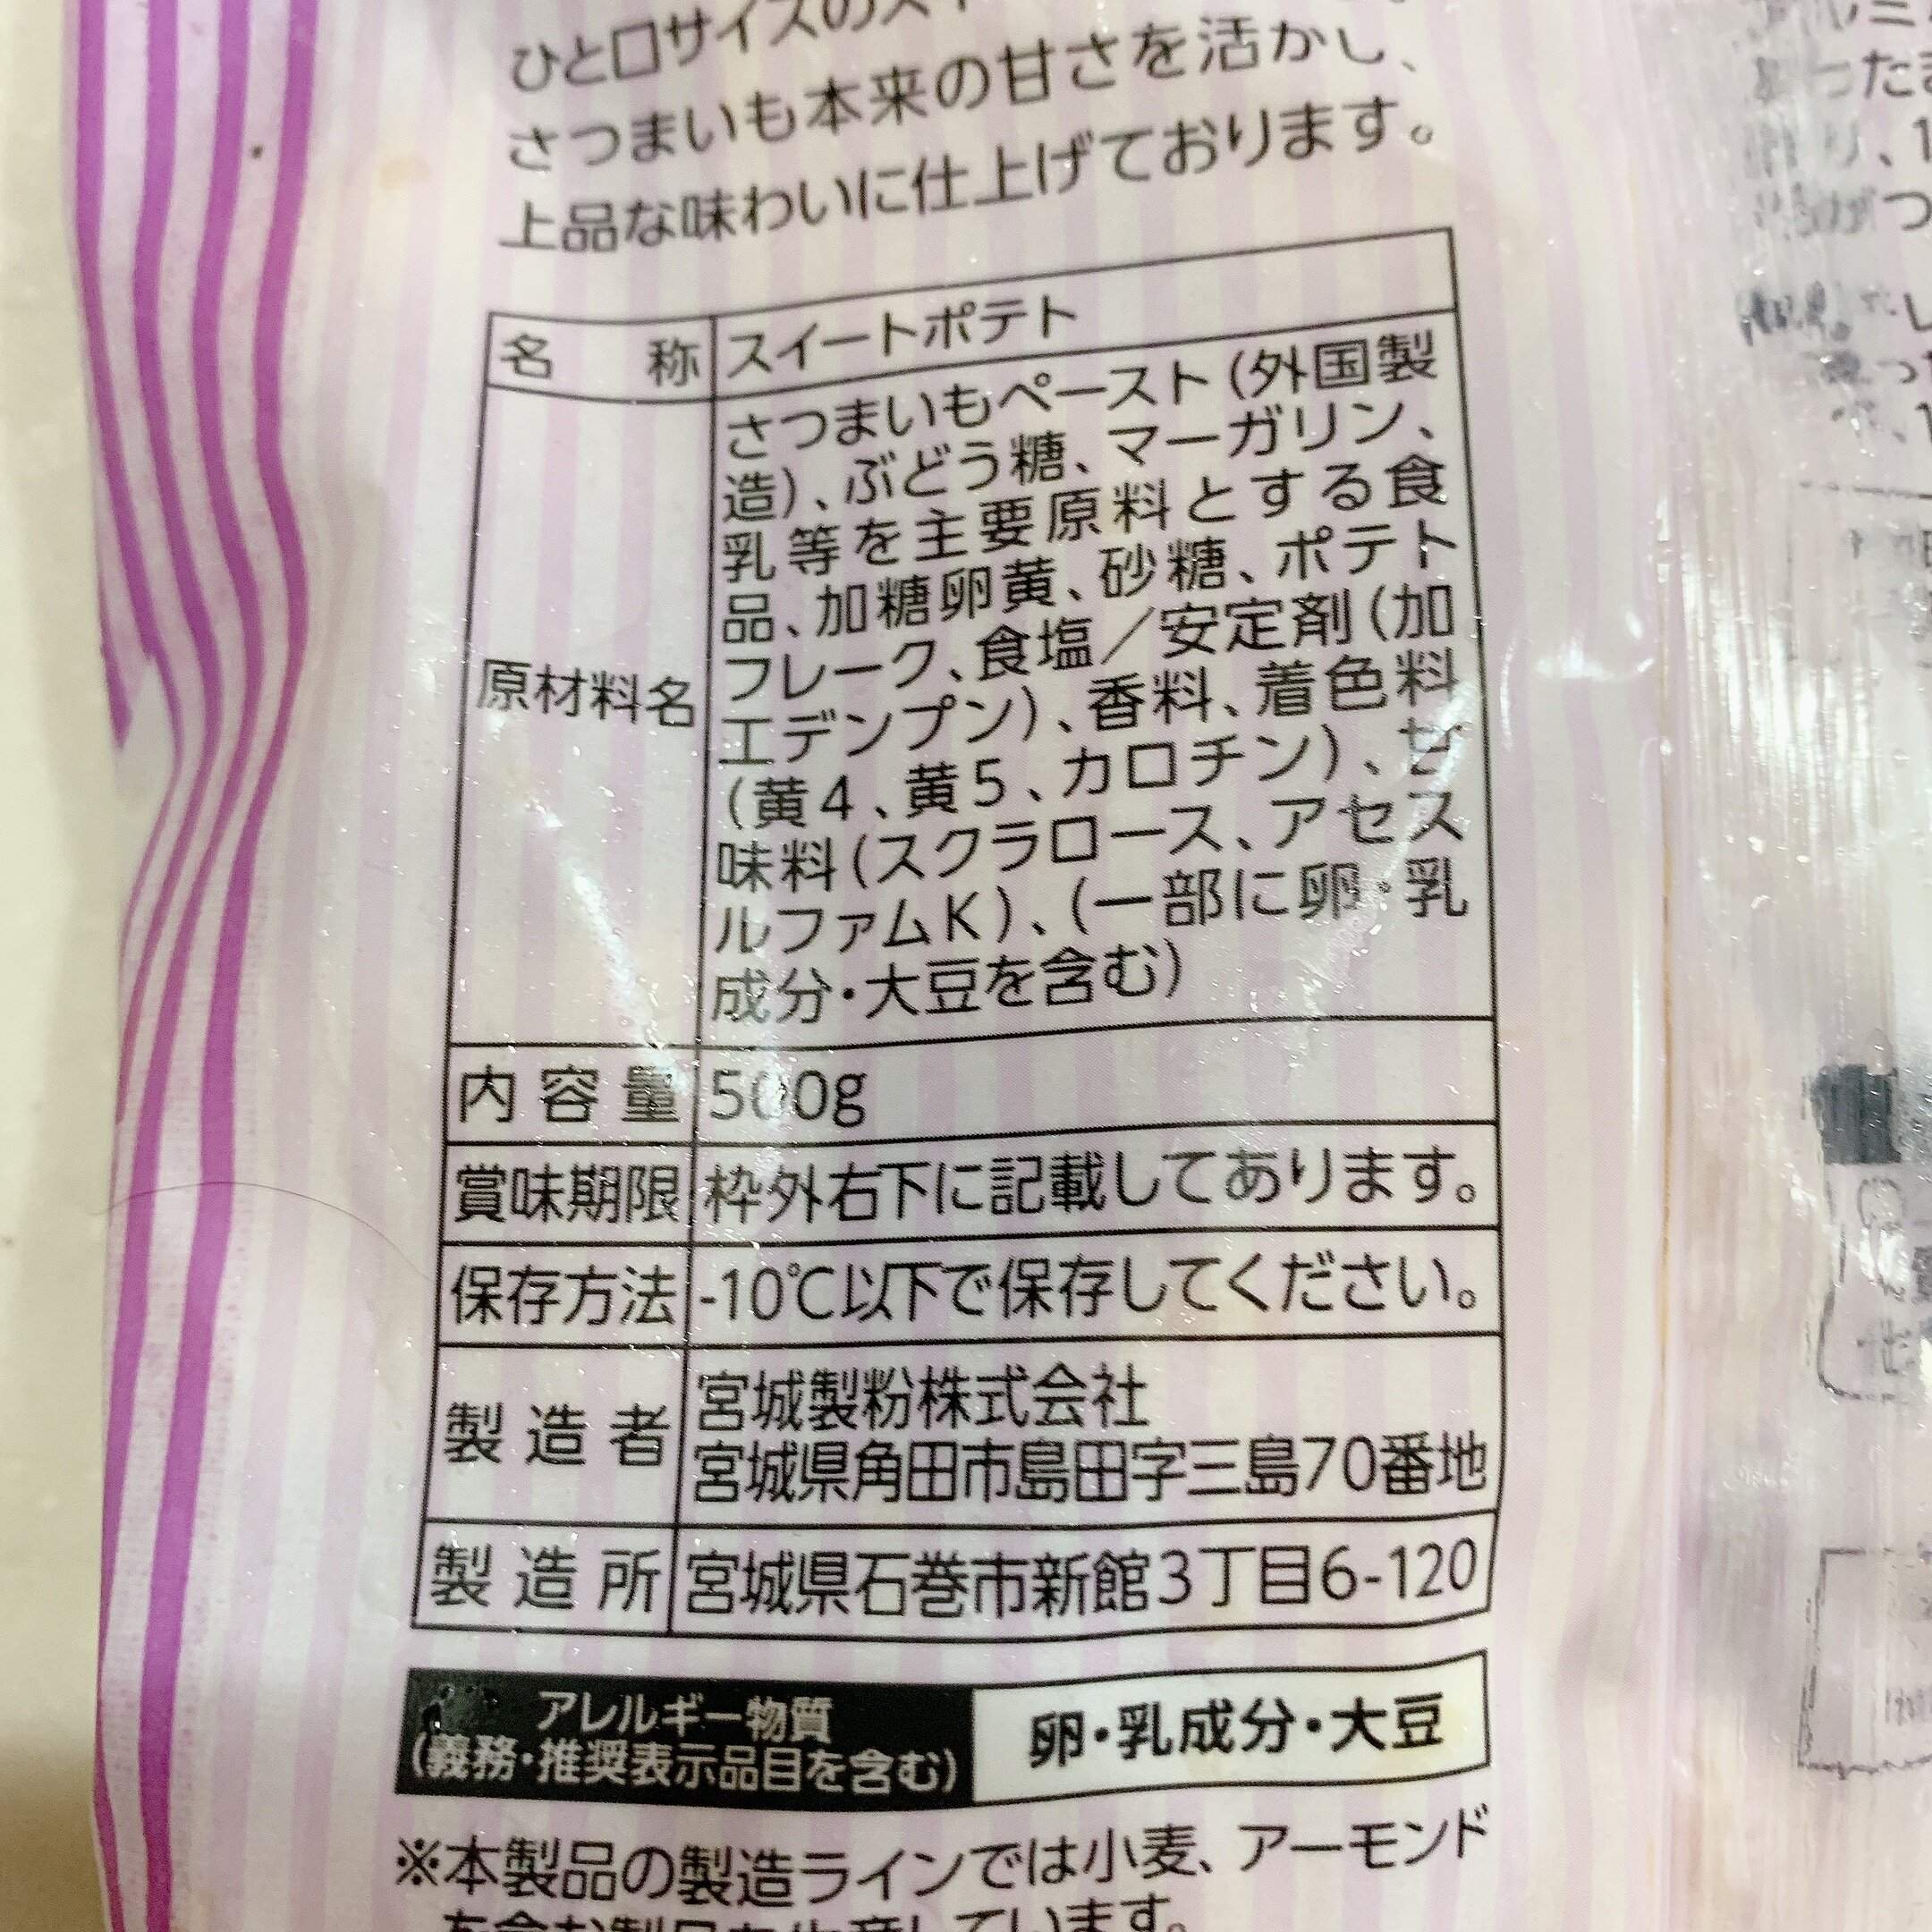 ひと口サイズのスイ
さつまいも本来の甘さを活かし、
上品な味わいに仕上げております。
名称 スイートポテト
原材料名 さつまいもペースト(外国製
造)、ぶどう糖、マーガリン、
乳等を主要原料とする食
品、加糖卵黄、砂糖、ポテト
フレーク、食塩/安定剤(加
工デンプン)、香料、着色料
(黄4、黄5、カロチン)、甘
味料(スクラロース、アセス
ルファムK)、(一部に卵・乳
成分・大豆を含む)
内容量 500g
賞味期限 枠外右下に記載してあります。
保存方法 -10℃以下で保存してください。
製造者 宮城製粉株式会社
宮城県角田市島田字三島70番地
製造所 宮城県石巻市新館3丁目6-120
アレルギー物質
(義務・推奨表示品目を含む)
卵・乳成分・大豆
※本製品の製造ラインでは小麦、アーモンド
を含む製品を生産しています。